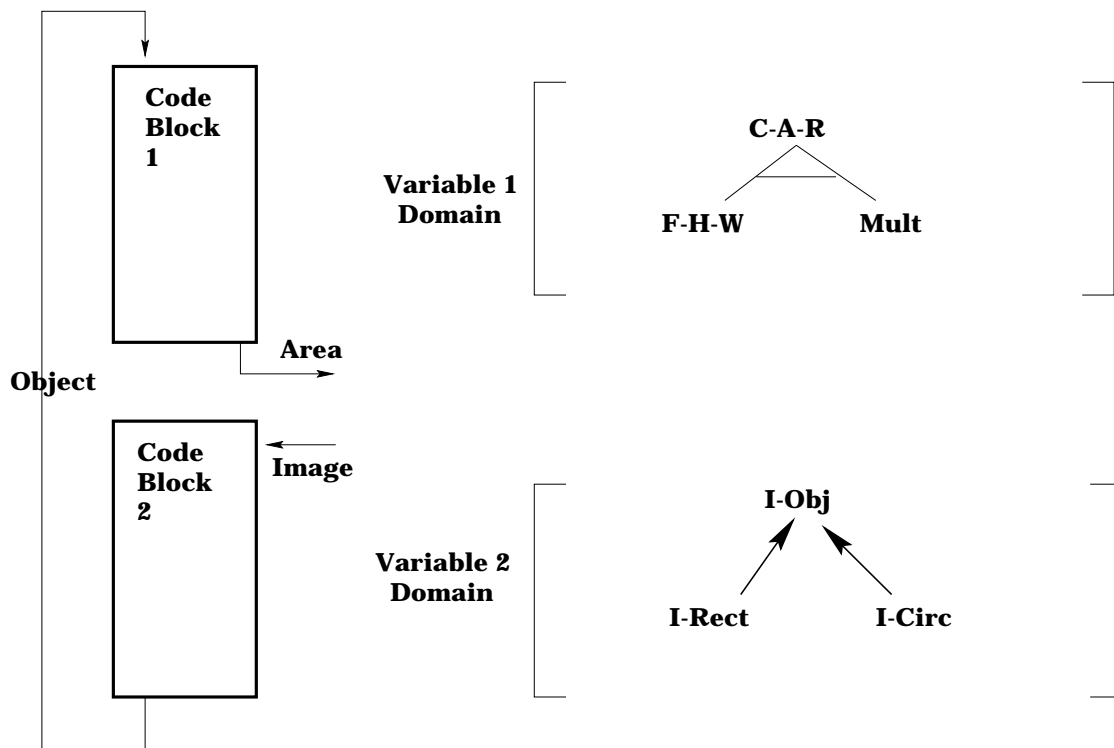 Code
Block
1
C-A-R
Variable 1
Domain
F-H-W
Mult
Area
Object
Code
Block
2
Image
I-Obj
Variable 2
Domain
I-Rect
I-Circ